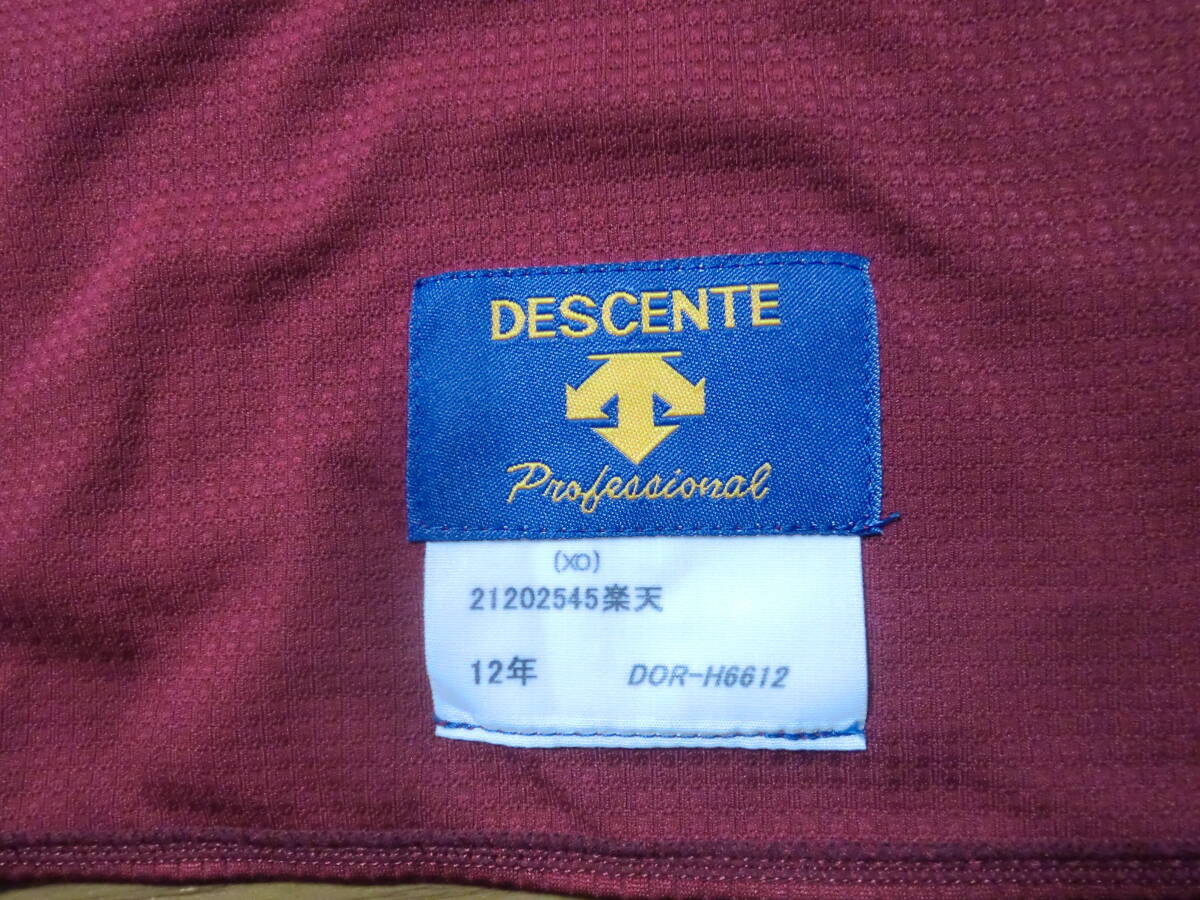 DESCENTE
Professional
(XO)
21202545楽天
12年 DOR-H6612